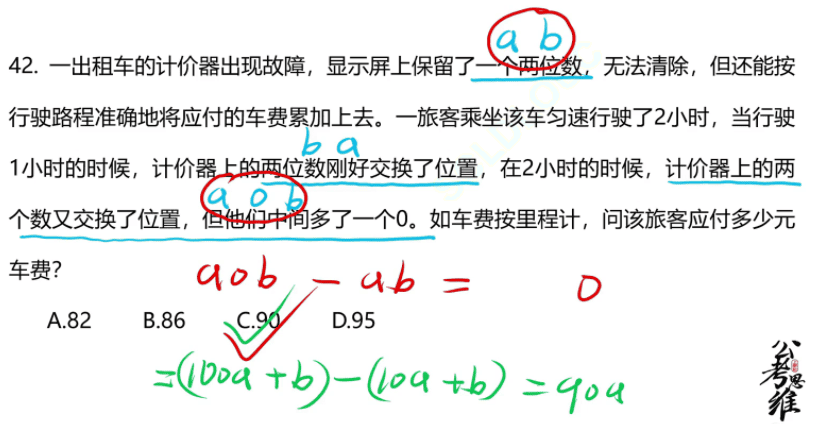 a b
42. 一出租车的计价器出现故障，显示屏上保留了一个两位数，无法清除，但还能按
行驶路程准确地将应付的车费累加上去。一旅客乘坐该车匀速行驶了2小时，当行驶
b a
1小时的时候，计价器上的两位数刚好交换了位置，在2小时的时候，计价器上的两
a 0 b
个数又交换了位置，但他们中间多了一个0。如车费按里程计，问该旅客应付多少元
车费？
a0b - ab = 0
A.82 B.86 C.90 D.95
=(100a+b)-(10a+b)=90a
公考思维